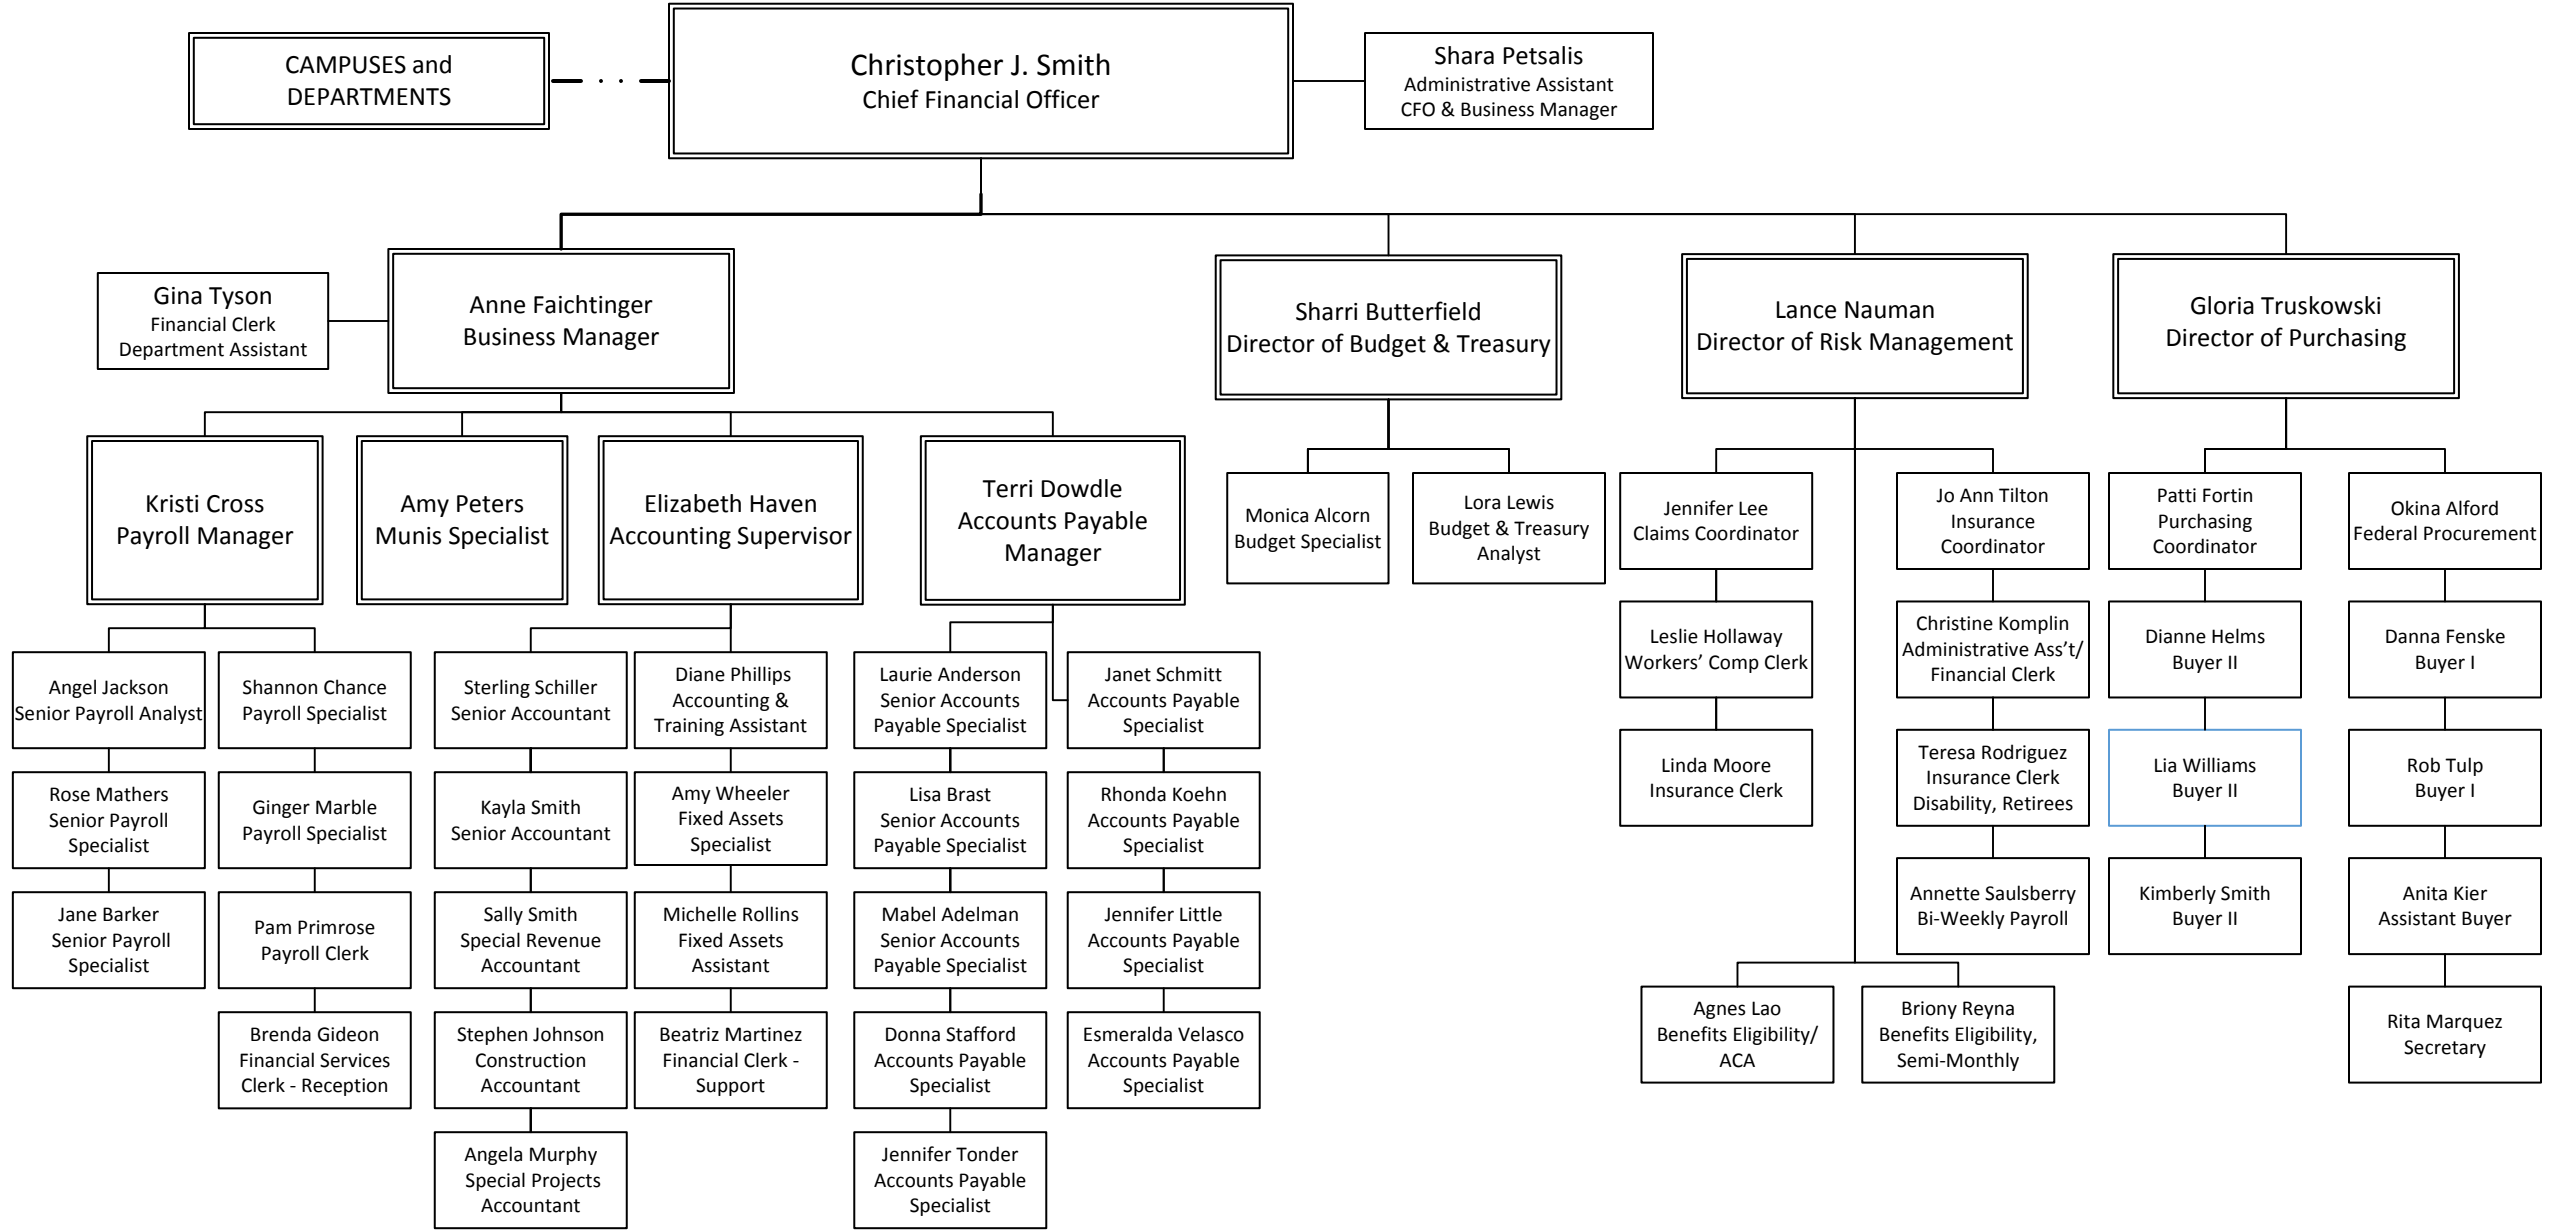 CAMPUSES and
DEPARTMENTS
Christopher J. Smith
Chief Financial Officer
Shara Petsalis
Administrative Assistant
CFO & Business Manager
Gina Tyson
Financial Clerk
Department Assistant
Anne Faichtinger
Business Manager
Sharri Butterfield
Director of Budget & Treasury
Lance Nauman
Director of Risk Management
Gloria Truskowski
Director of Purchasing
Kristi Cross
Payroll Manager
Amy Peters
Munis Specialist
Elizabeth Haven
Accounting Supervisor
Terri Dowdle
Accounts Payable
Manager
Monica Alcorn
Budget Specialist
Lora Lewis
Budget & Treasury
Analyst
Jennifer Lee
Claims Coordinator
Jo Ann Tilton
Insurance
Coordinator
Patti Fortin
Purchasing
Coordinator
Okina Alford
Federal Procurement
Leslie Hollaway
Workers’ Comp Clerk
Christine Komplin
Administrative Ass’t/
Financial Clerk
Dianne Helms
Buyer II
Danna Fenske
Buyer I
Angel Jackson
Senior Payroll Analyst
Shannon Chance
Payroll Specialist
Sterling Schiller
Senior Accountant
Diane Phillips
Accounting &
Training Assistant
Laurie Anderson
Senior Accounts
Payable Specialist
Janet Schmitt
Accounts Payable
Specialist
Linda Moore
Insurance Clerk
Teresa Rodriguez
Insurance Clerk
Disability, Retirees
Lia Williams
Buyer II
Rob Tulp
Buyer I
Rose Mathers
Senior Payroll
Specialist
Ginger Marble
Payroll Specialist
Kayla Smith
Senior Accountant
Amy Wheeler
Fixed Assets
Specialist
Lisa Brast
Senior Accounts
Payable Specialist
Rhonda Koehn
Accounts Payable
Specialist
Annette Saulsberry
Bi-Weekly Payroll
Kimberly Smith
Buyer II
Anita Kier
Assistant Buyer
Jane Barker
Senior Payroll
Specialist
Pam Primrose
Payroll Clerk
Sally Smith
Special Revenue
Accountant
Michelle Rollins
Fixed Assets
Assistant
Mabel Adelman
Senior Accounts
Payable Specialist
Jennifer Little
Accounts Payable
Specialist
Agnes Lao
Benefits Eligibility/
ACA
Briony Reyna
Benefits Eligibility,
Semi-Monthly
Rita Marquez
Secretary
Brenda Gideon
Financial Services
Clerk - Reception
Stephen Johnson
Construction
Accountant
Beatriz Martinez
Financial Clerk -
Support
Donna Stafford
Accounts Payable
Specialist
Esmeralda Velasco
Accounts Payable
Specialist
Angela Murphy
Special Projects
Accountant
Jennifer Tonder
Accounts Payable
Specialist